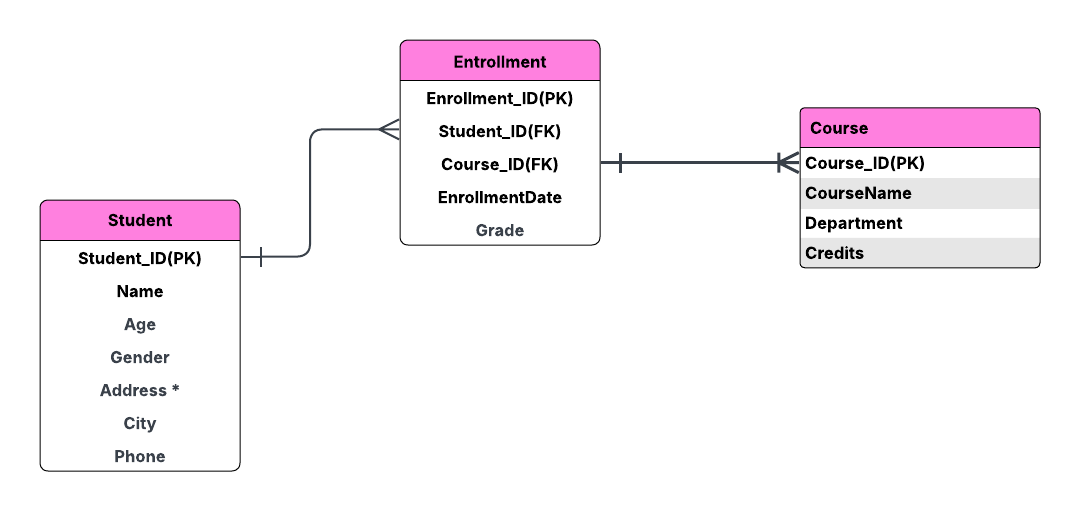 Entrollment
Enrollment_ID(PK)
Student_ID(FK)
Course_ID(FK)
EnrollmentDate
Grade
Course
Course_ID(PK)
CourseName
Department
Credits
Student
Student_ID(PK)
Name
Age
Gender
Address *
City
Phone